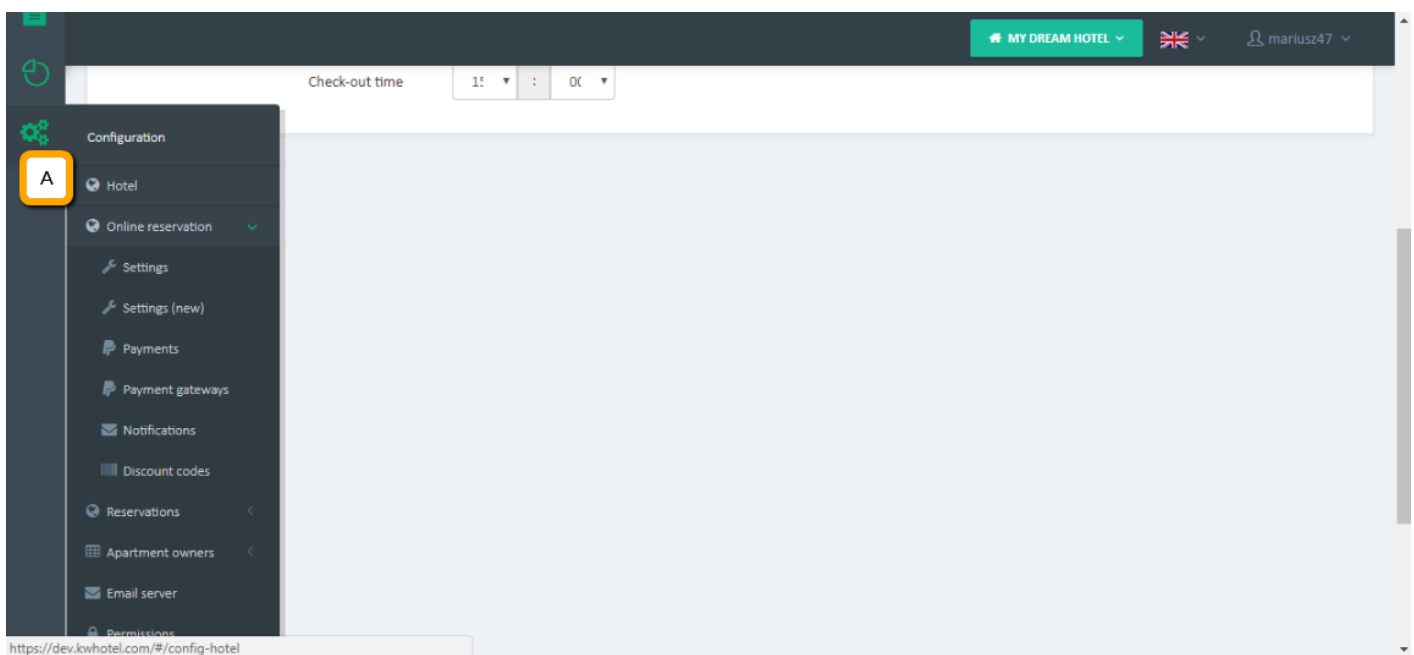 MY DREAM HOTEL
mariusz47
Check-out time
:
Configuration
A
Hotel
Online reservation
Settings
Settings (new)
Payments
Payment gateways
Notifications
Discount codes
Reservations
Apartment owners
Email server
Permissions
https://dev.kwhotel.com/#/config-hotel